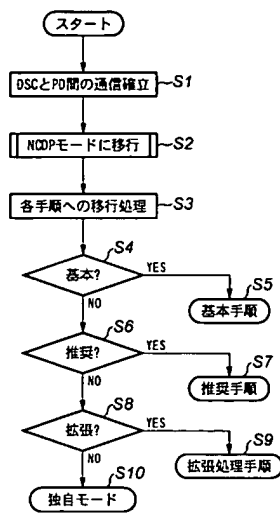 スタート
DSCとPD間の通信確立 S1
NCDPモードに移行 S2
各手順への移行処理 S3
S4
基本? YES
S5
NO
基本手順
S6
推奨? YES
S7
NO
推奨手順
S8
拡張? YES
S9
NO
拡張処理手順
S10
独自モード